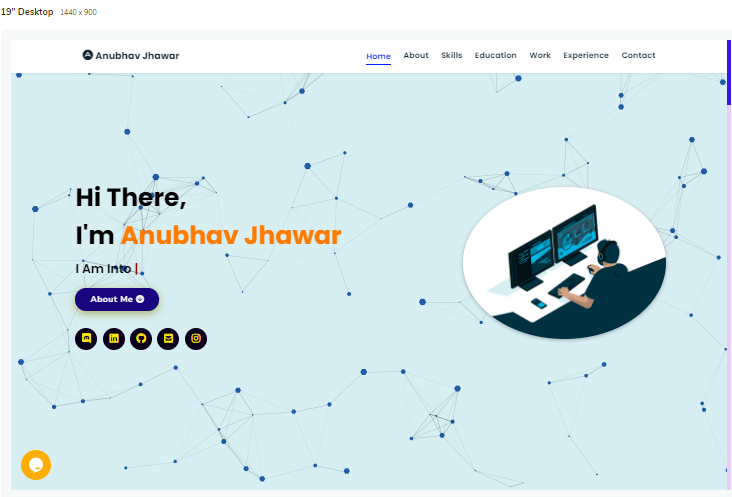 19" Desktop 1440 x 900
Anubhav Jhawar
Home About Skills Education Work Experience Contact
Hi There,
I'm Anubhav Jhawar
I Am Into |
About Me